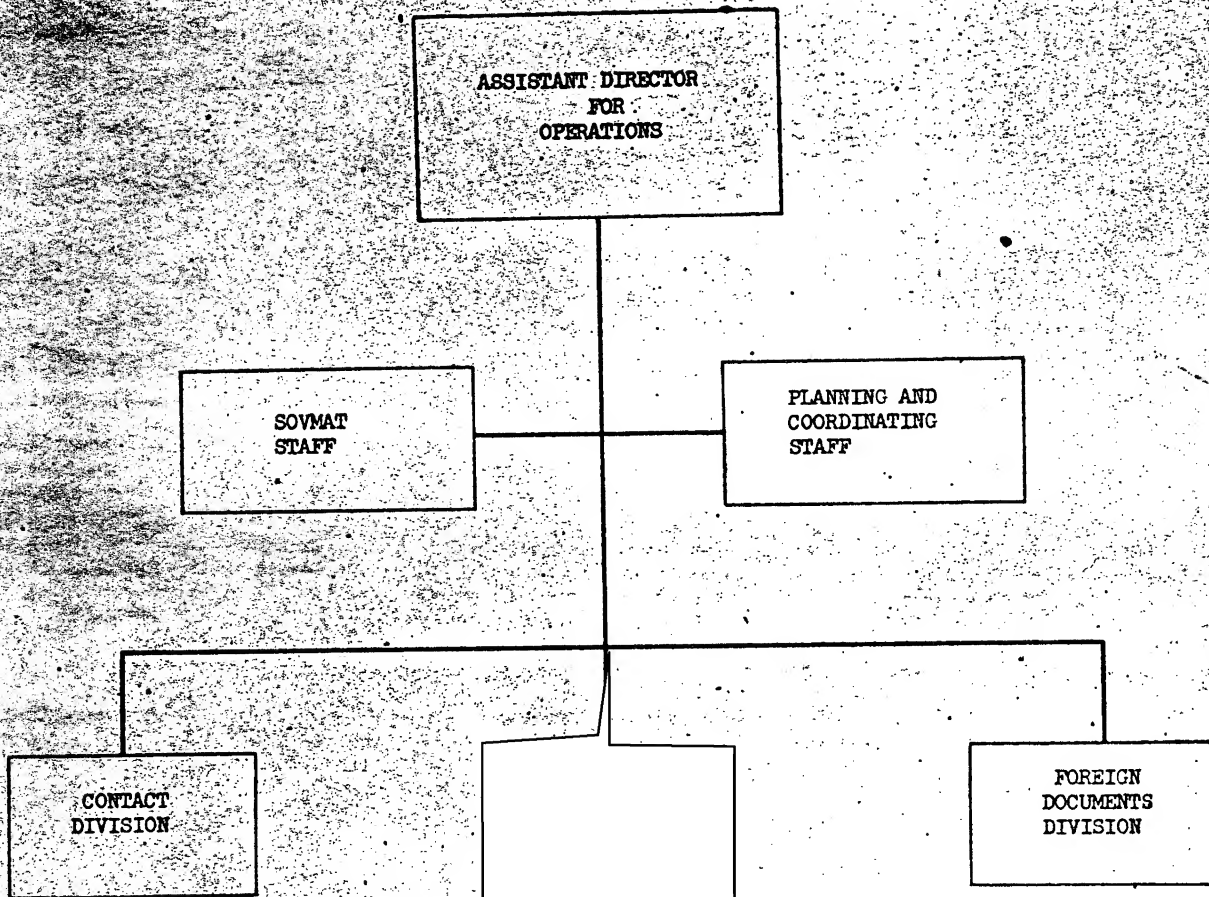 ASSISTANT DIRECTOR
FOR
OPERATIONS
SOVMAT
STAFF
PLANNING AND
COORDINATING
STAFF
CONTACT
DIVISION
FOREIGN
DOCUMENTS
DIVISION